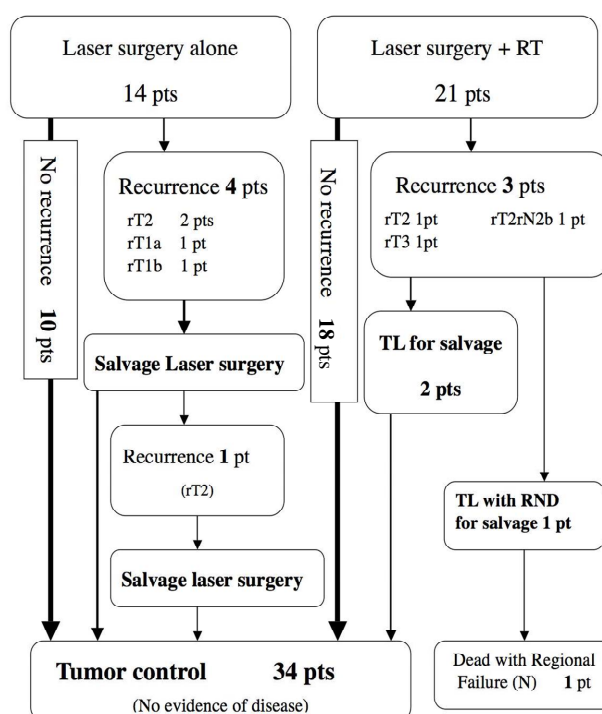 Laser surgery alone
14 pts
Laser surgery + RT
21 pts
No recurrence 10 pts
Recurrence 4 pts
rT2 2 pts
rT1a 1 pt
rT1b 1 pt
Salvage Laser surgery
Recurrence 1 pt
(rT2)
Salvage laser surgery
No recurrence 18 pts
Recurrence 3 pts
rT2 1pt rT2rN2b 1 pt
rT3 1pt
TL for salvage
2 pts
TL with RND
for salvage 1 pt
Tumor control 34 pts
(No evidence of disease)
Dead with Regional
Failure (N) 1 pt